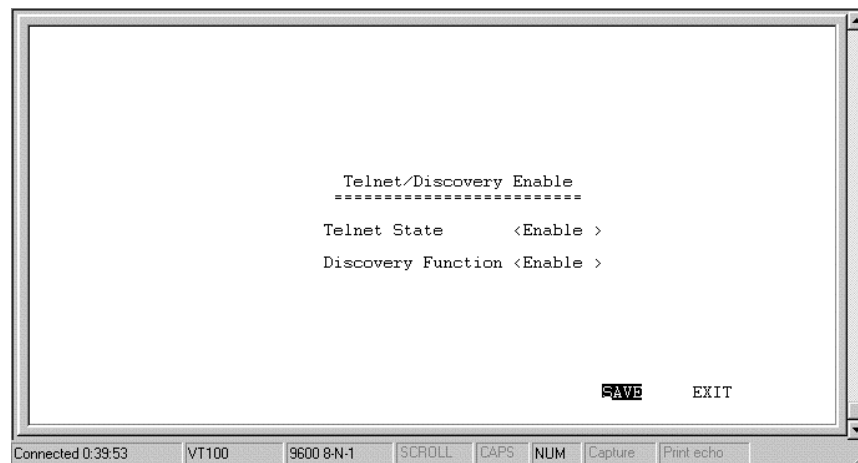 Telnet/Discovery Enable
=========================
Telnet State <Enable >
Discovery Function <Enable >
SAVE EXIT
Connected 0:39:53 VT100 9600 8-N-1 SCROLL CAPS NUM Capture Print echo